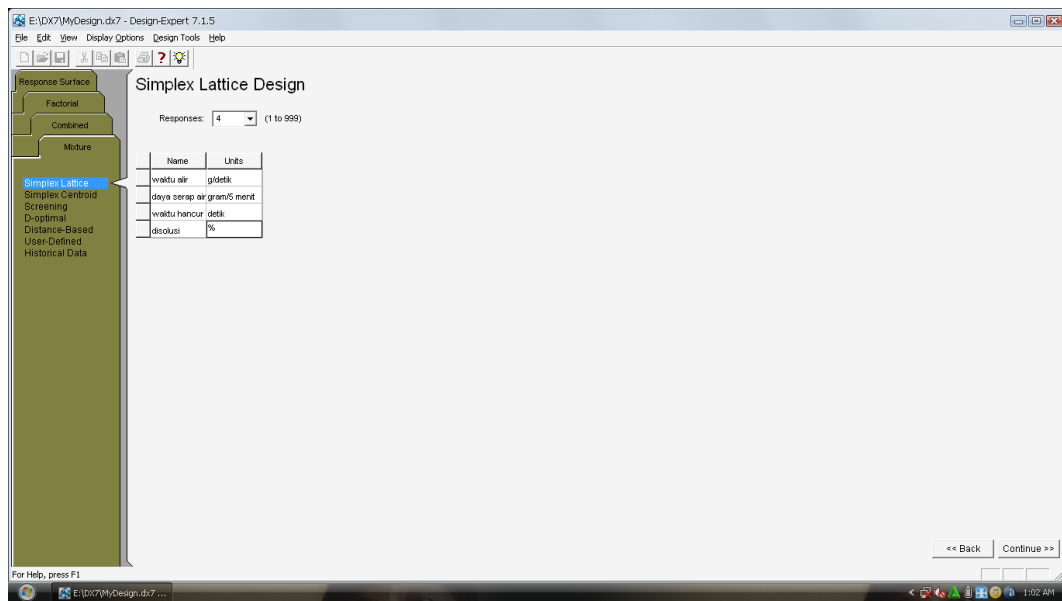 E:\DX7\MyDesign.dx7 - Design-Expert 7.1.5
File Edit View Display Options Design Tools Help
Response Surface
Factorial
Combined
Mixture
Simplex Lattice
Simplex Centroid
Screening
D-optimal
Distance-Based
User-Defined
Historical Data
Simplex Lattice Design
Responses: 4 (1 to 999)
Name Units
waktu alir g/detik
daya serap air gram/5 menit
waktu hancur detik
disolusi %
<< Back Continue >>
For Help, press F1
E:\DX7\MyDesign.dx7 ...
1:02 AM